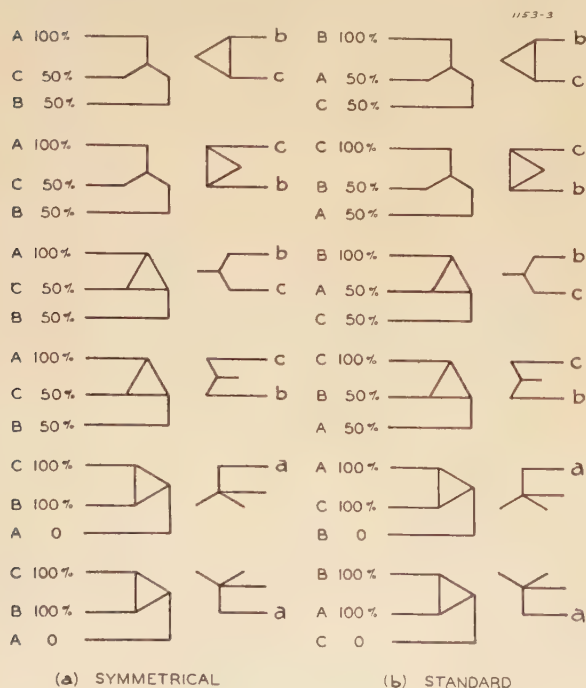 1153-3
A 100% b
C 50% c
B 50%
A 100% c
C 50% b
B 50%
A 100% b
C 50% c
B 50%
A 100% c
C 50% b
B 50%
C 100% a
B 100%
A 0
C 100%
B 100% a
A 0
(a) SYMMETRICAL
B 100% b
A 50% c
C 50%
C 100% c
B 50% b
A 50%
B 100% b
A 50% c
C 50%
C 100% c
B 50% b
A 50%
A 100% a
C 100%
B 0
B 100%
A 100% a
C 0
(b) STANDARD